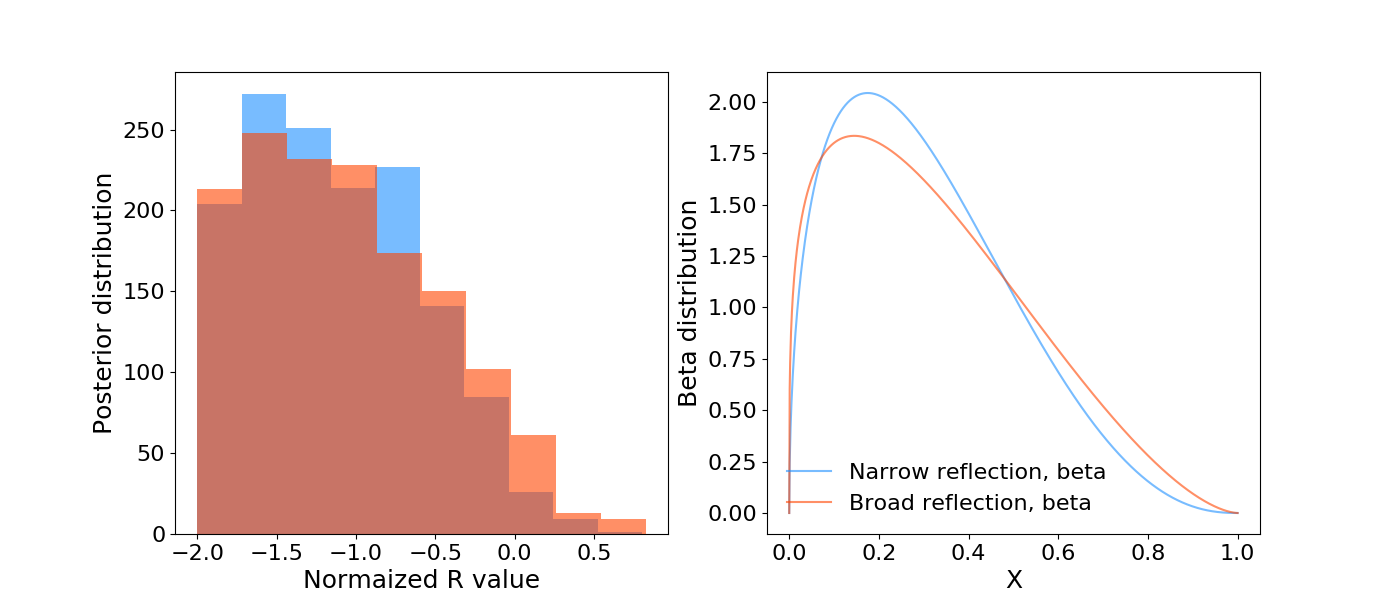 Posterior distribution
250
200
150
100
50
0
−2.0 −1.5 −1.0 −0.5 0.0 0.5
Normaized R value
Beta distribution
2.00
1.75
1.50
1.25
1.00
0.75
0.50
0.25
0.00
Narrow reflection, beta
Broad reflection, beta
0.0 0.2 0.4 0.6 0.8 1.0
X